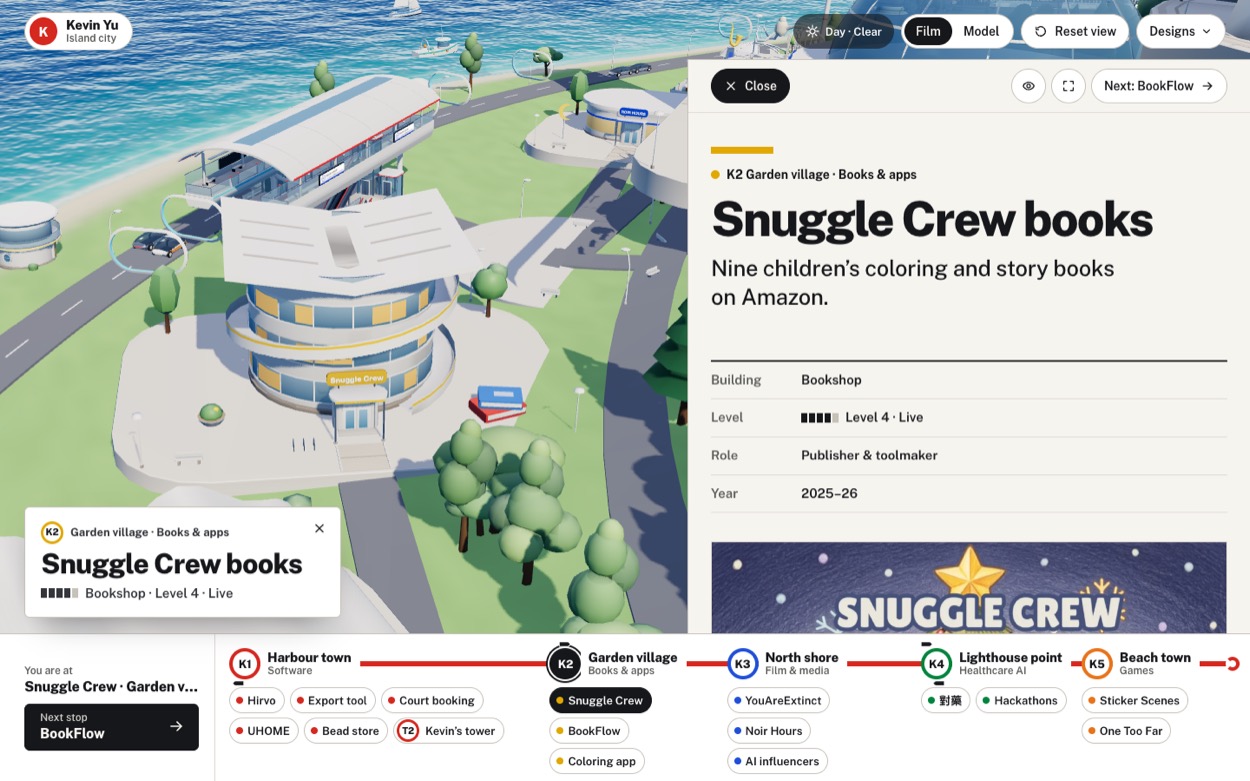 K
Kevin Yu
Island city
Day · Clear
Film
Model
Reset view
Designs
NOIR HOURS
Close
Next: BookFlow
K2 Garden village · Books & apps
Snuggle Crew books
Nine children’s coloring and story books
on Amazon.
Building
Bookshop
Level
Level 4 · Live
Role
Publisher & toolmaker
Year
2025–26
SNUGGLE CREW
Snuggle Crew
K2
Garden village · Books & apps
Snuggle Crew books
Bookshop · Level 4 · Live
You are at
Snuggle Crew · Garden v…
Next stop
BookFlow
K1
Harbour town
Software
Hirvo
Export tool
Court booking
UHOME
Bead store
T2
Kevin’s tower
K2
Garden village
Books & apps
Snuggle Crew
BookFlow
Coloring app
K3
North shore
Film & media
YouAreExtinct
Noir Hours
AI influencers
K4
Lighthouse point
Healthcare AI
對藥
Hackathons
K5
Beach town
Games
Sticker Scenes
One Too Far